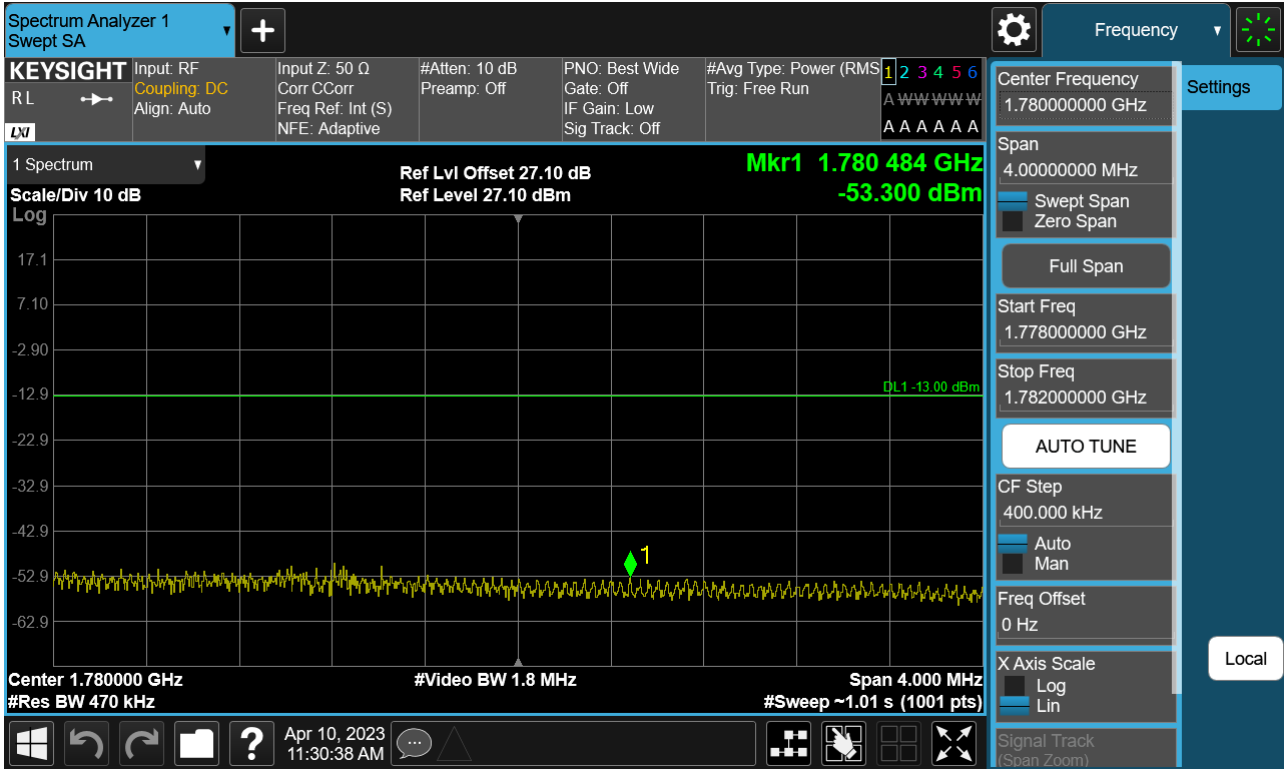 Spectrum Analyzer 1
Swept SA
Frequency
KEYSIGHT
R L
LXI
Input: RF
Coupling: DC
Align: Auto
Input Z: 50 Ω
Corr CCorr
Freq Ref: Int (S)
NFE: Adaptive
#Atten: 10 dB
Preamp: Off
PNO: Best Wide
Gate: Off
IF Gain: Low
Sig Track: Off
#Avg Type: Power (RMS
Trig: Free Run
1 2 3 4 5 6
A W W W W W
A A A A A A
1 Spectrum
Scale/Div 10 dB
Log
Ref Lvl Offset 27.10 dB
Ref Level 27.10 dBm
Mkr1 1.780 484 GHz
-53.300 dBm
17.1
7.10
-2.90
-12.9
-22.9
-32.9
-42.9
-52.9
-62.9
DL1 -13.00 dBm
1
Center 1.780000 GHz
#Res BW 470 kHz
#Video BW 1.8 MHz
Span 4.000 MHz
#Sweep ~1.01 s (1001 pts)
Apr 10, 2023
11:30:38 AM
?
Center Frequency
1.780000000 GHz
Span
4.00000000 MHz
Swept Span
Zero Span
Full Span
Start Freq
1.778000000 GHz
Stop Freq
1.782000000 GHz
AUTO TUNE
CF Step
400.000 kHz
Auto
Man
Freq Offset
0 Hz
X Axis Scale
Log
Lin
Signal Track
(Span Zoom)
Settings
Local